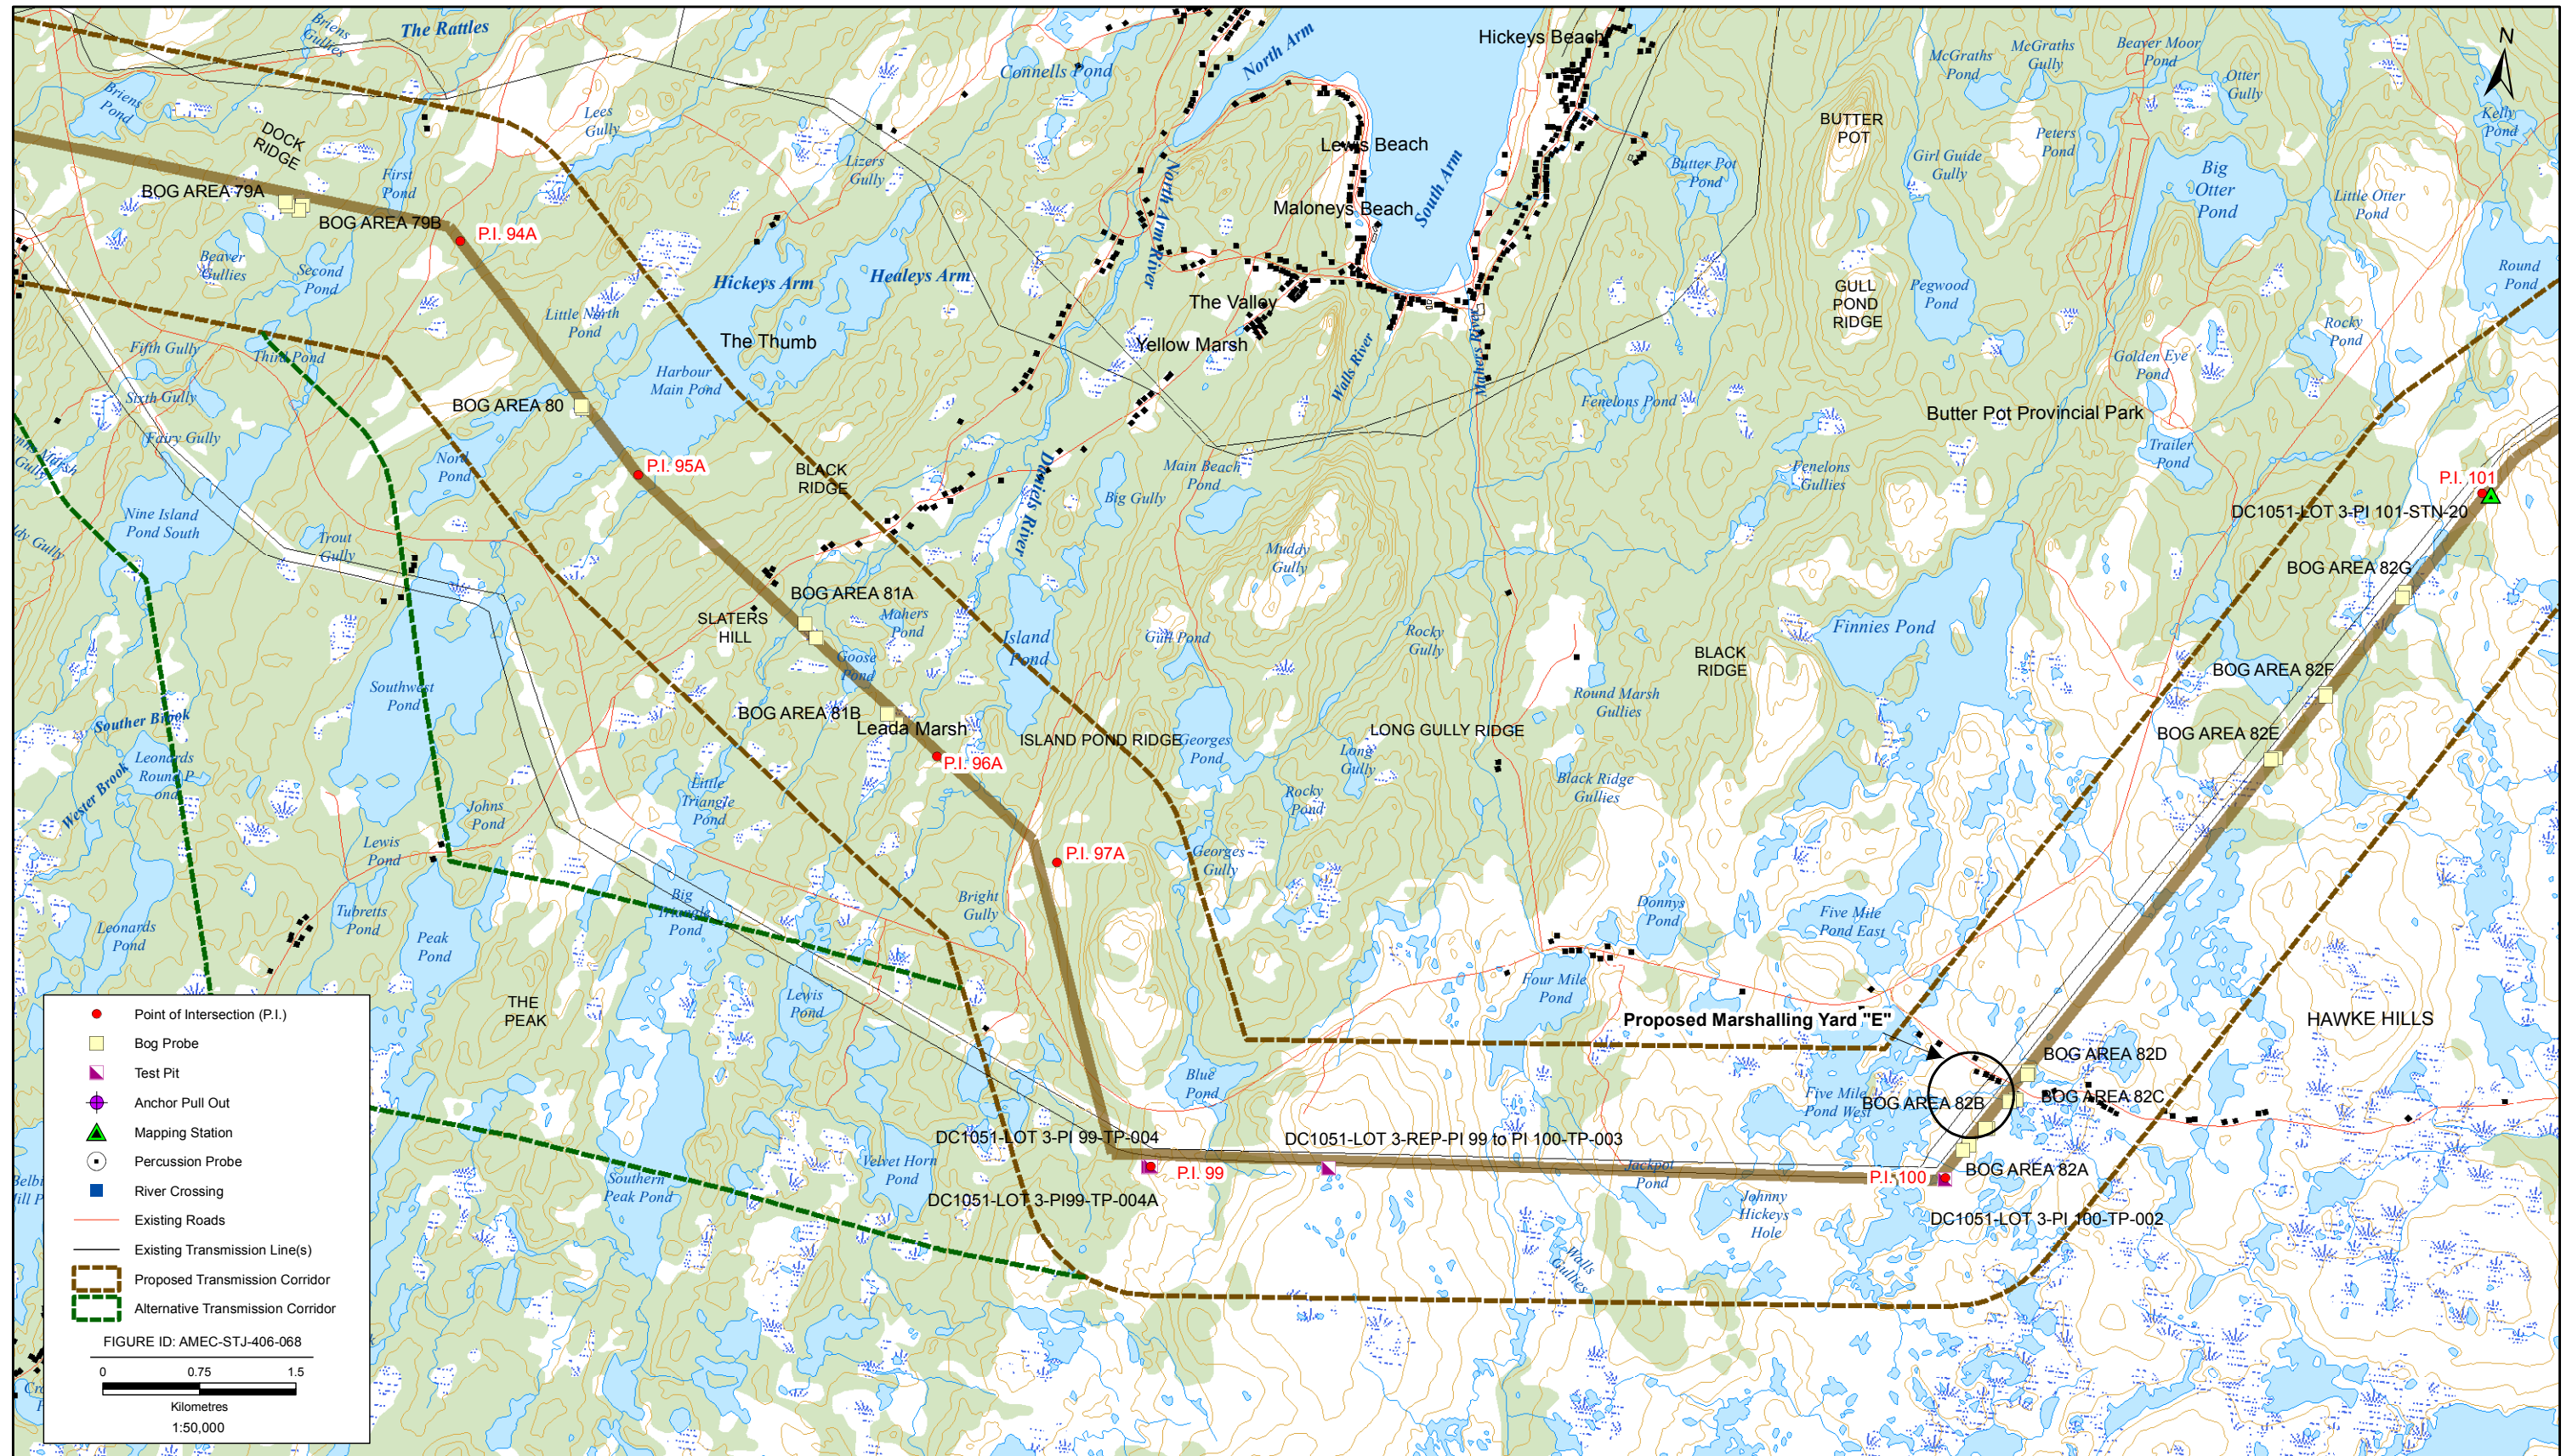 Briens
Gullies
The Rattles
Connells Pond
North Arm
Hickeys Beach
McGraths
Pond
McGraths
Gully
Beaver Moor
Pond
Otter
Gully
N
Kelly
Pond
Briens
Pond
DOCK
RIDGE
Lees
Gully
Lizers
Gully
Lewis Beach
South Arm
Butter Pot
Pond
BUTTER
POT
Girl Guide
Gully
Peters
Pond
Big
Otter
Pond
Little Otter
Pond
BOG AREA 79A
First
Pond
BOG AREA 79B
P.I. 94A
North Arm River
Maloneys Beach
Beaver
Gullies
Second
Pond
Hickeys Arm
Healeys Arm
The Valley
GULL
POND
RIDGE
Pegwood
Pond
Round
Pond
Little North
Pond
The Thumb
Yellow Marsh
Walls River
Rocky
Pond
Fifth Gully
Third Pond
Harbour
Main Pond
Golden Eye
Pond
Sixth Gully
BOG AREA 80
Fenelons Pond
Butter Pot Provincial Park
Fairy Gully
Nord
Pond
P.I. 95A
BLACK
RIDGE
Daniels River
Main Beach
Pond
Big Gully
Fenelons
Gullies
Trailer
Pond
P.I. 101
DC1051-LOT 3-PI 101-STN-20
Nine Island
Pond South
Trout
Gully
Muddy
Gully
BOG AREA 82G
BOG AREA 81A
SLATERS
HILL
Mahers
Pond
Island
Pond
Gull Pond
Rocky
Gully
Finnies Pond
BLACK
RIDGE
Goose
Pond
BOG AREA 82F
Southwest
Pond
Round Marsh
Gullies
BOG AREA 81B
Leada Marsh
ISLAND POND RIDGE
LONG GULLY RIDGE
BOG AREA 82E
Souther Brook
Wester Brook
Leonards
Round P
ond
P.I. 96A
Georges
Pond
Long
Gully
Black Ridge
Gullies
Little
Triangle
Pond
Rocky
Pond
Johns
Pond
Lewis
Pond
P.I. 97A
Georges
Gully
Big
Triangle
Pond
Bright
Gully
Donnys
Pond
Five Mile
Pond East
Tubretts
Pond
Leonards
Pond
Peak
Pond
Four Mile
Pond
THE
PEAK
Lewis
Pond
Proposed Marshalling Yard "E"
HAWKE HILLS
Blue
Pond
BOG AREA 82D
Five Mile
Pond West
BOG AREA 82B
BOG AREA 82C
DC1051-LOT 3-PI 99-TP-004
DC1051-LOT 3-REP-PI 99 to PI 100-TP-003
Velvet Horn
Pond
P.I. 99
Jackpot
Pond
P.I. 100
BOG AREA 82A
Southern
Peak Pond
DC1051-LOT 3-PI99-TP-004A
Johnny
Hickeys
Hole
DC1051-LOT 3-PI 100-TP-002
Walls
Gullies
Point of Intersection (P.I.)
Bog Probe
Test Pit
Anchor Pull Out
Mapping Station
Percussion Probe
River Crossing
Existing Roads
Existing Transmission Line(s)
Proposed Transmission Corridor
Alternative Transmission Corridor
FIGURE ID: AMEC-STJ-406-068
0 0.75 1.5
Kilometres
1:50,000